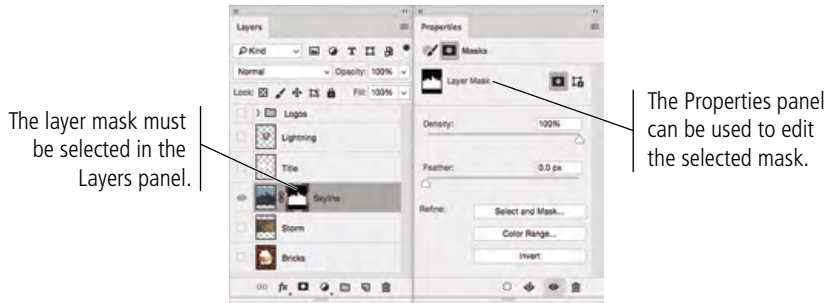 The layer mask must
be selected in the
Layers panel.
Layers
Kind
Normal
Opacity: 100%
Lock:
Fill: 100%
Logos
Lightning
Title
Skyline
Storm
Bricks
fx
Properties
Masks
Layer Mask
Density: 100%
Feather: 0.0 px
Refine:
Select and Mask...
Color Range...
Invert
The Properties panel
can be used to edit
the selected mask.